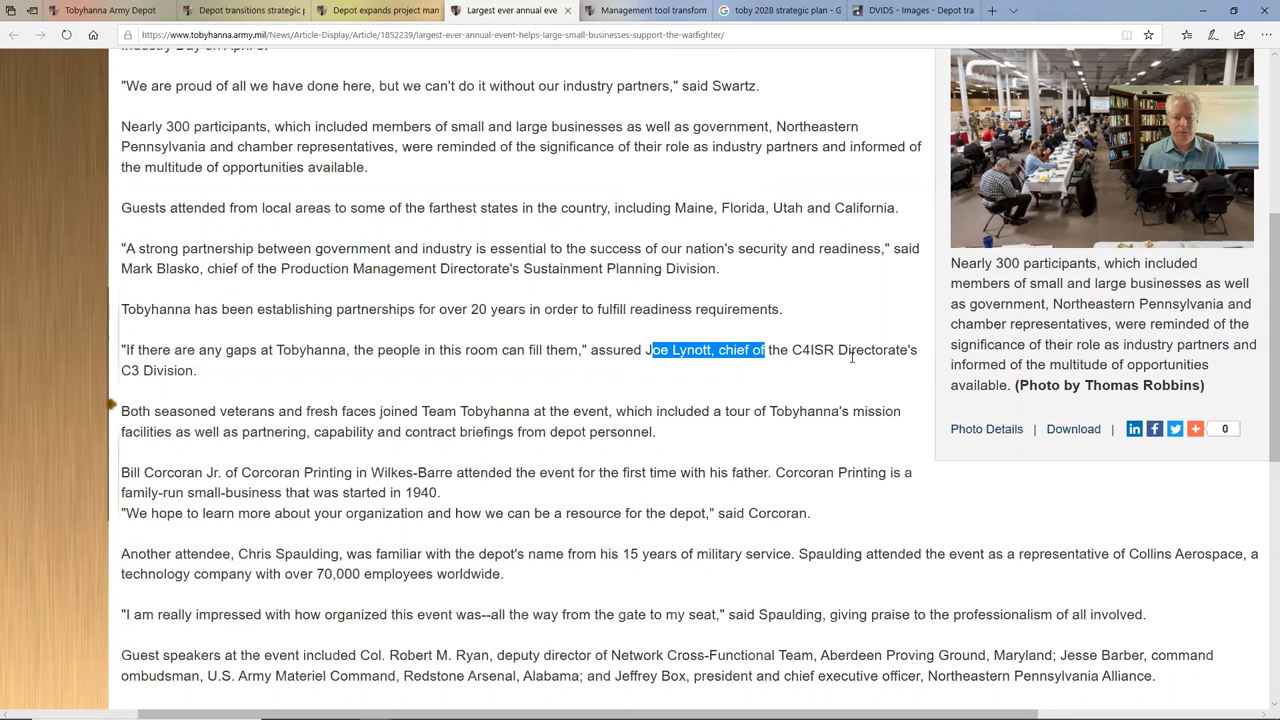 Tobyhanna Army Depot
Depot transitions strategic p
Depot expands project man
Largest ever annual eve
Management tool transform
toby 2028 strategic plan - G
DVIDS - Images - Depot tra
https://www.tobyhanna.army.mil/News/Article-Display/Article/1852239/largest-ever-annual-event-helps-large-small-businesses-support-the-warfighter/
Industry Day on April 3.
"We are proud of all we have done here, but we can't do it without our industry partners," said Swartz.
Nearly 300 participants, which included members of small and large businesses as well as government, Northeastern
Pennsylvania and chamber representatives, were reminded of the significance of their role as industry partners and informed of
the multitude of opportunities available.
Guests attended from local areas to some of the farthest states in the country, including Maine, Florida, Utah and California.
"A strong partnership between government and industry is essential to the success of our nation's security and readiness," said
Mark Blasko, chief of the Production Management Directorate's Sustainment Planning Division.
Tobyhanna has been establishing partnerships for over 20 years in order to fulfill readiness requirements.
"If there are any gaps at Tobyhanna, the people in this room can fill them," assured Joe Lynott, chief of the C4ISR Directorate's
C3 Division.
Both seasoned veterans and fresh faces joined Team Tobyhanna at the event, which included a tour of Tobyhanna's mission
facilities as well as partnering, capability and contract briefings from depot personnel.
Bill Corcoran Jr. of Corcoran Printing in Wilkes-Barre attended the event for the first time with his father. Corcoran Printing is a
family-run small-business that was started in 1940.
"We hope to learn more about your organization and how we can be a resource for the depot," said Corcoran.
Another attendee, Chris Spaulding, was familiar with the depot's name from his 15 years of military service. Spaulding attended the event as a representative of Collins Aerospace, a
technology company with over 70,000 employees worldwide.
"I am really impressed with how organized this event was--all the way from the gate to my seat," said Spaulding, giving praise to the professionalism of all involved.
Guest speakers at the event included Col. Robert M. Ryan, deputy director of Network Cross-Functional Team, Aberdeen Proving Ground, Maryland; Jesse Barber, command
ombudsman, U.S. Army Materiel Command, Redstone Arsenal, Alabama; and Jeffrey Box, president and chief executive officer, Northeastern Pennsylvania Alliance.
Nearly 300 participants, which included
members of small and large businesses as well
as government, Northeastern Pennsylvania and
chamber representatives, were reminded of the
significance of their role as industry partners and
informed of the multitude of opportunities
available. (Photo by Thomas Robbins)
Photo Details | Download | in f 0